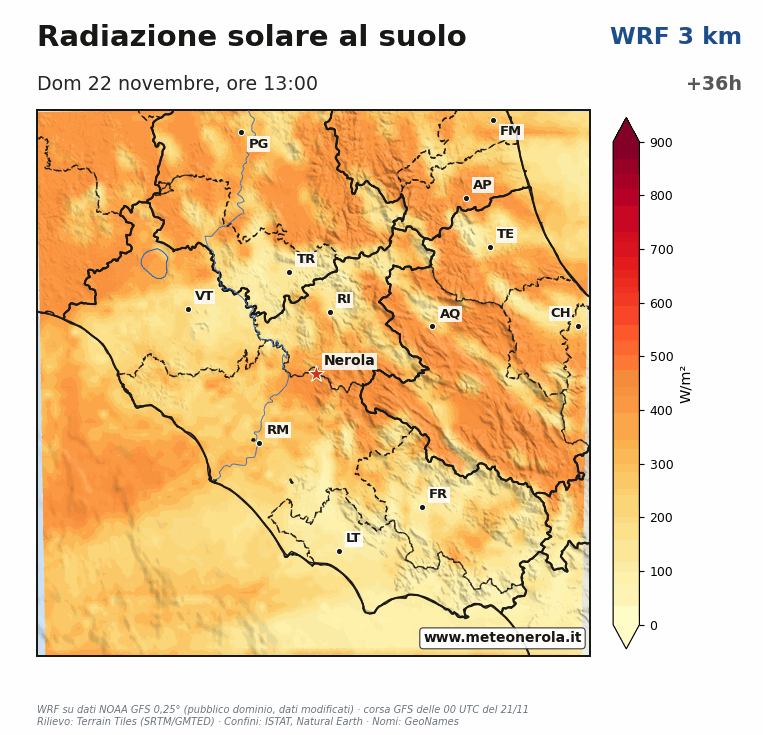 Radiazione solare al suolo
WRF 3 km
Dom 22 novembre, ore 13:00
+36h
FM
PG
AP
TE
TR
VT
RI
AQ
CH
Nerola
RM
FR
LT
www.meteonerola.it
900
800
700
600
500
400
300
200
100
0
W/m²
WRF su dati NOAA GFS 0,25° (pubblico dominio, dati modificati) · corsa GFS delle 00 UTC del 21/11
Rilievo: Terrain Tiles (SRTM/GMTED) · Confini: ISTAT, Natural Earth · Nomi: GeoNames